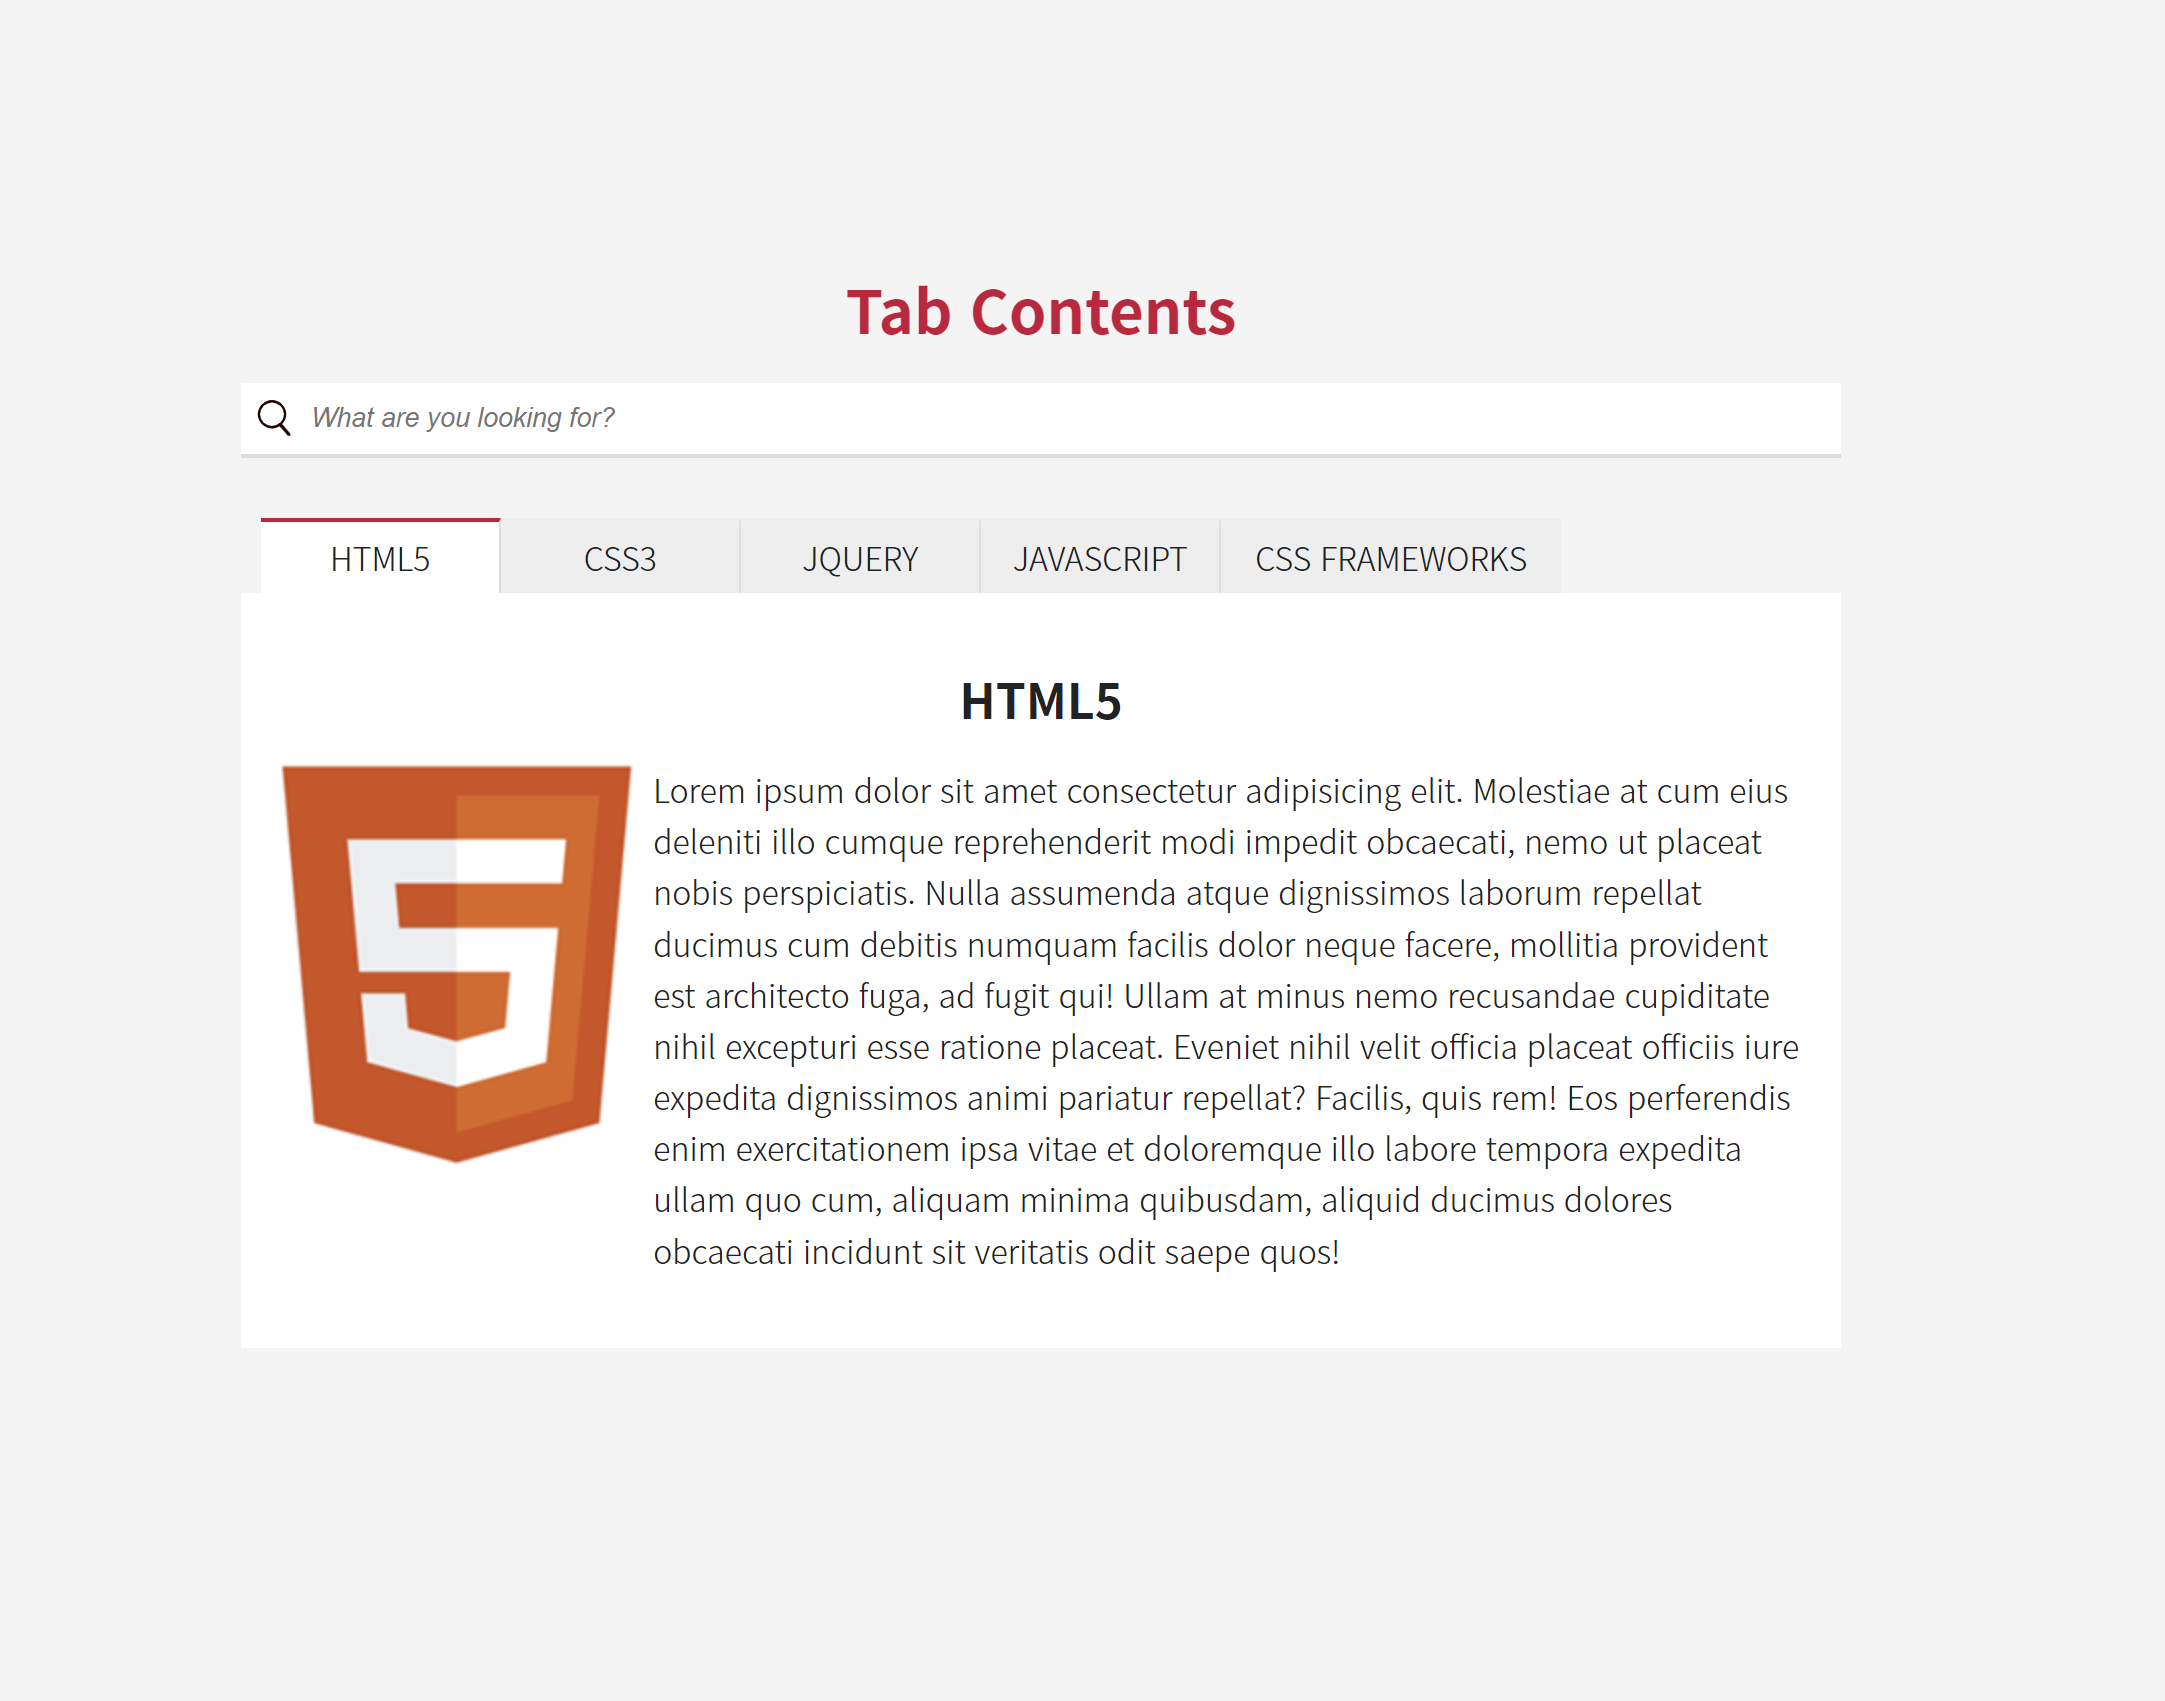 Tab Contents
What are you looking for?
HTML5
CSS3
JQUERY
JAVASCRIPT
CSS FRAMEWORKS
HTML5
Lorem ipsum dolor sit amet consectetur adipisicing elit. Molestiae at cum eius
deleniti illo cumque reprehenderit modi impedit obcaecati, nemo ut placeat
nobis perspiciatis. Nulla assumenda atque dignissimos laborum repellat
ducimus cum debitis numquam facilis dolor neque facere, mollitia provident
est architecto fuga, ad fugit qui! Ullam at minus nemo recusandae cupiditate
nihil excepturi esse ratione placeat. Eveniet nihil velit officia placeat officiis iure
expedita dignissimos animi pariatur repellat? Facilis, quis rem! Eos perferendis
enim exercitationem ipsa vitae et doloremque illo labore tempora expedita
ullam quo cum, aliquam minima quibusdam, aliquid ducimus dolores
obcaecati incidunt sit veritatis odit saepe quos!